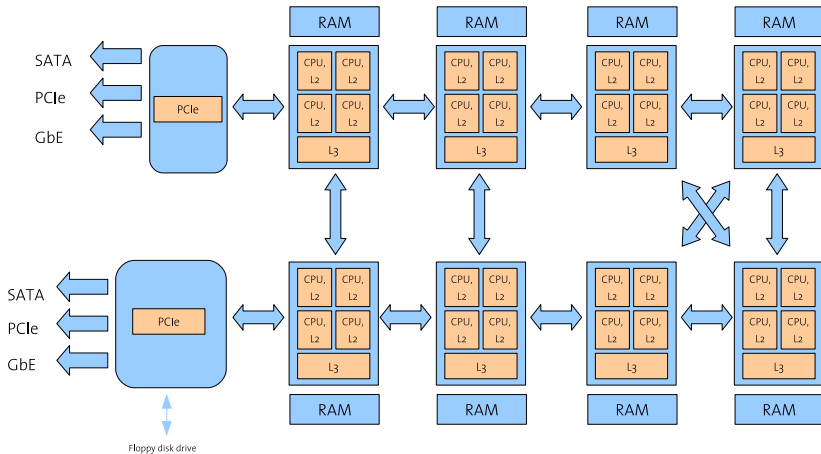 RAM RAM RAM RAM
SATA
PCIe
GbE
PCIe
CPU, L2 CPU, L2 CPU, L2 CPU, L2 CPU, L2 CPU, L2 CPU, L2 CPU, L2
CPU, L2 CPU, L2 CPU, L2 CPU, L2 CPU, L2 CPU, L2 CPU, L2 CPU, L2
L3 L3 L3 L3
SATA
PCIe
GbE
PCIe
CPU, L2 CPU, L2 CPU, L2 CPU, L2 CPU, L2 CPU, L2 CPU, L2 CPU, L2
CPU, L2 CPU, L2 CPU, L2 CPU, L2 CPU, L2 CPU, L2 CPU, L2 CPU, L2
L3 L3 L3 L3
RAM RAM RAM RAM
Floppy disk drive